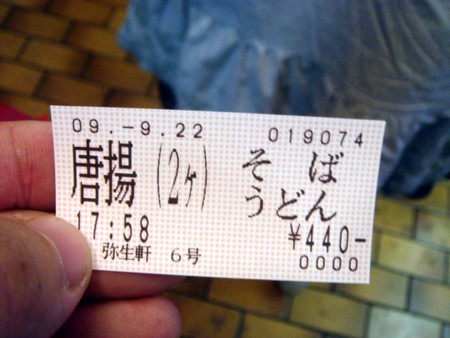 09.-9.22 019074
唐揚(2ヶ) そば
うどん
17:58 ¥440-
弥生軒 6号 0000